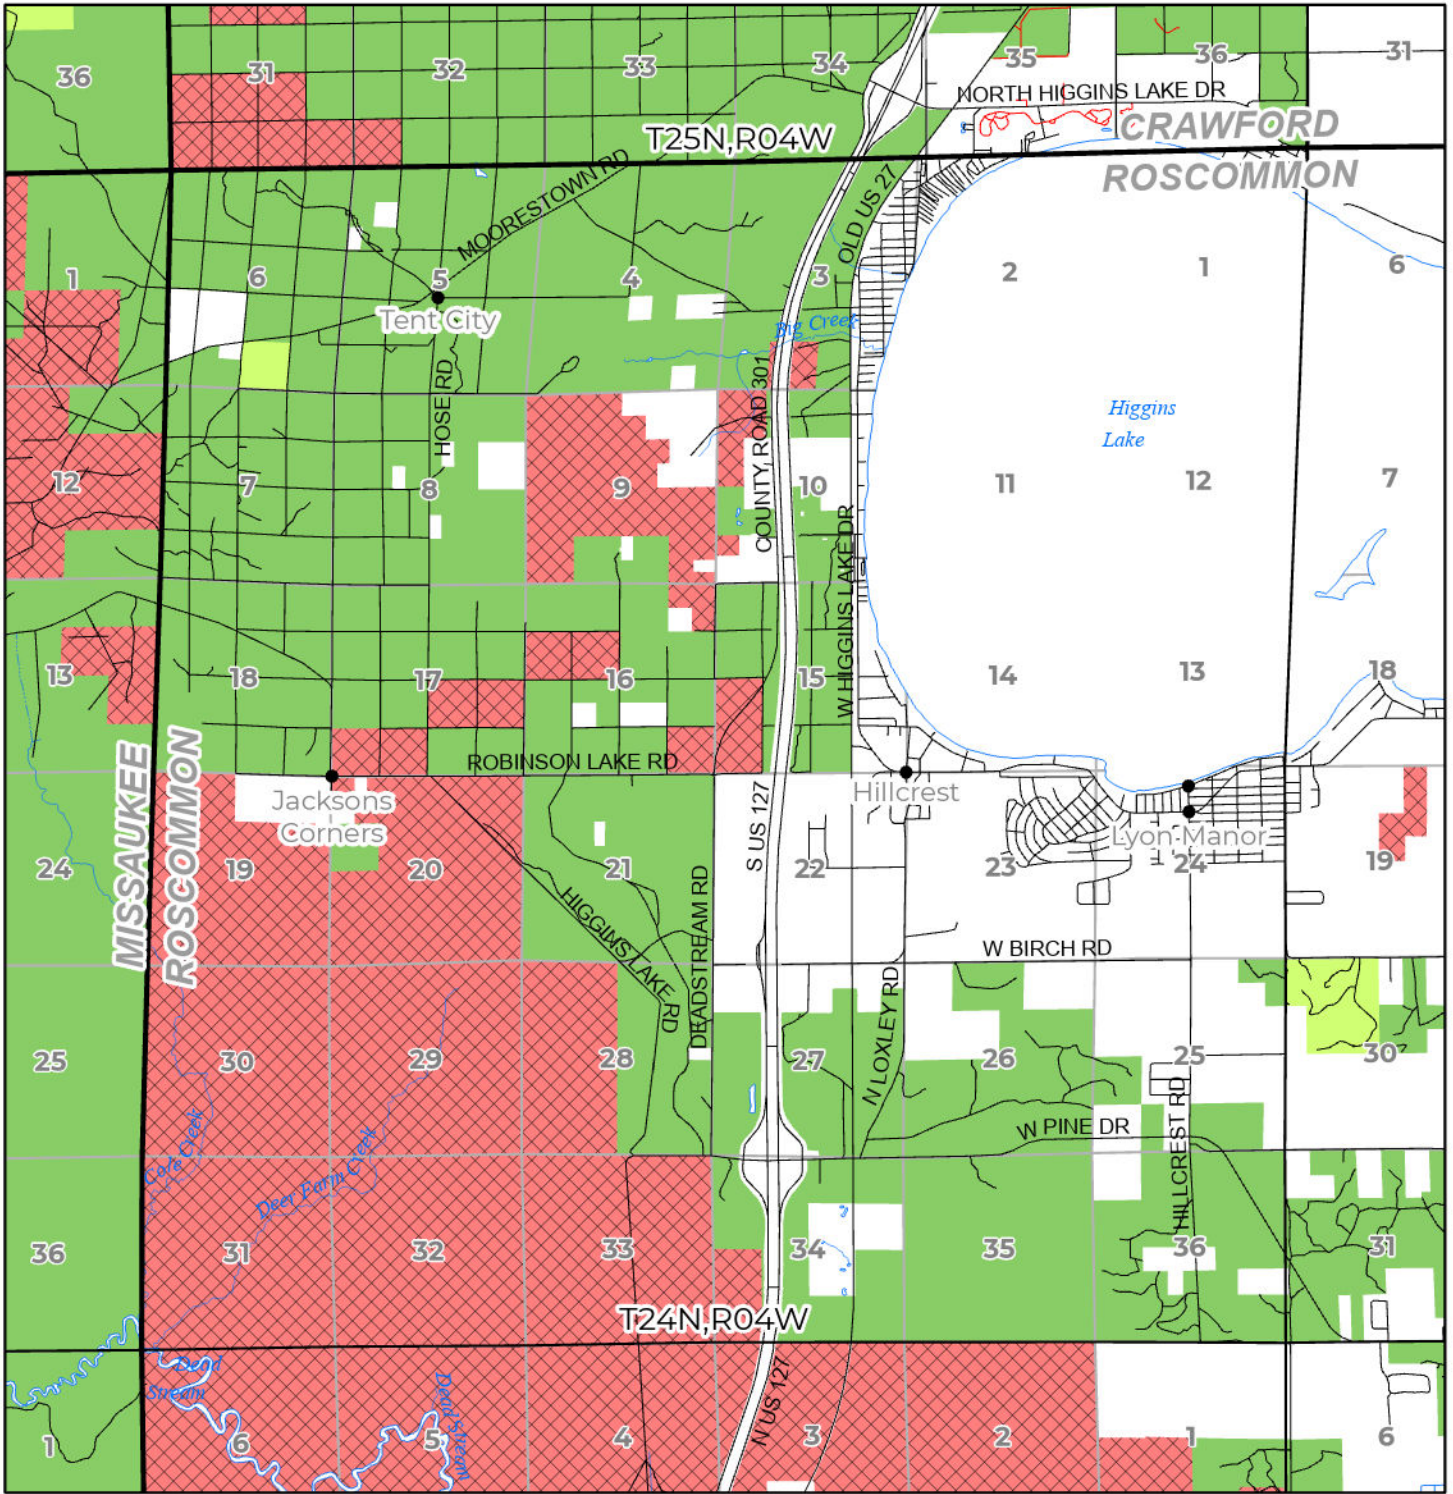 36
31
32
33
34
35
36
31
NORTH HIGGINS LAKE DR
CRAWFORD
T25N,R04W
ROSCOMMON
MOORESTOWN RD
OLD US 27
1
6
5
4
3
2
1
6
Tent City
Big Creek
HOSE RD
COUNTY ROAD 301
Higgins
Lake
12
7
8
9
10
11
12
7
W HIGGINS LAKE DR
13
18
17
16
15
14
13
18
MISSAUKEE
ROSCOMMON
ROBINSON LAKE RD
Jacksons
Corners
S US 127
Hillcrest
Lyon Manor
24
19
20
21
22
23
24
19
HIGGINS LAKE RD
DEADSTREAM RD
W BIRCH RD
N LOXLEY RD
25
30
29
28
27
26
25
30
Cole Creek
Deer Farm Creek
W PINE DR
HILLCREST RD
36
31
32
33
34
35
36
31
T24N,R04W
Dead
Stream
Dead Stream
N US 127
1
6
5
4
3
2
1
6